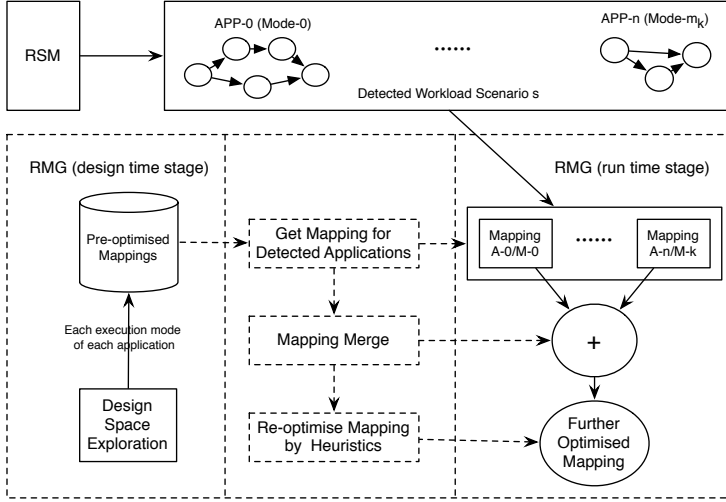 APP-0 (Mode-0)
APP-n (Mode-mk)
RSM
......
Detected Workload Scenario s
RMG (design time stage)
RMG (run time stage)
Pre-optimised
Mappings
Get Mapping for
Detected Applications
Mapping
A-0/M-0
......
Mapping
A-n/M-k
Each execution mode
of each application
Mapping Merge
+
Design
Space
Exploration
Re-optimise Mapping
by Heuristics
Further
Optimised
Mapping